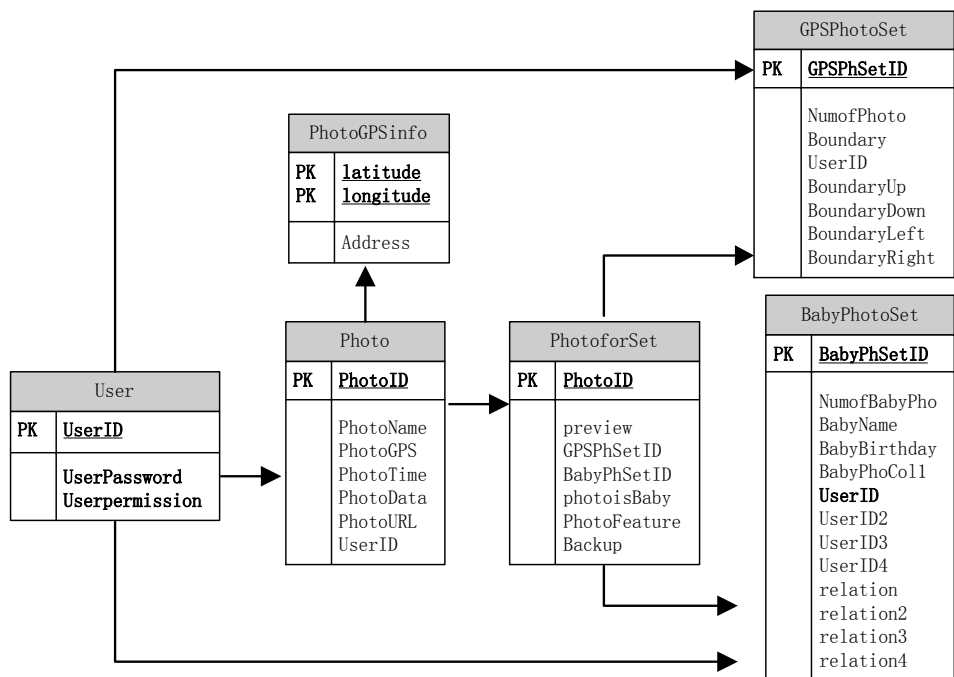 GPSPhotoSet
PK GPSPhSetID
NumofPhoto
Boundary
UserID
BoundaryUp
BoundaryDown
BoundaryLeft
BoundaryRight
PhotoGPSinfo
PK latitude
PK longitude
Address
Photo
PK PhotoID
PhotoName
PhotoGPS
PhotoTime
PhotoData
PhotoURL
UserID
PhotoforSet
PK PhotoID
preview
GPSPhSetID
BabyPhSetID
photoisBaby
PhotoFeature
Backup
User
PK UserID
UserPassword
Userpermission
BabyPhotoSet
PK BabyPhSetID
NumofBabyPho
BabyName
BabyBirthday
BabyPhoColl
UserID
UserID2
UserID3
UserID4
relation
relation2
relation3
relation4